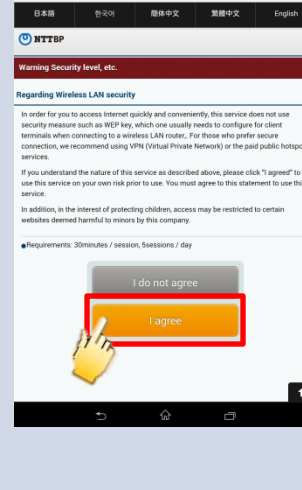 日本語 한국어 簡体中文 繁體中文 English
NTTBP
Warning Security level, etc.
Regarding Wireless LAN security
In order for you to access Internet quickly and conveniently, this service does not use
security measure such as WEP key, which one usually needs to configure for client
terminals when connecting to a wireless LAN router,. For those who prefer secure
connection, we recommend using VPN (Virtual Private Network) or the paid public hotspo
services.
If you understand the nature of this service as described above, please click "I agreed" to
use this service on your own risk prior to use. You must agree to this statement to use thi
service.
In addition, in the interest of protecting children, access may be restricted to certain
websites deemed harmful to minors by this company.
●Requirements: 30minutes / session, 5sessions / day
I do not agree
I agree